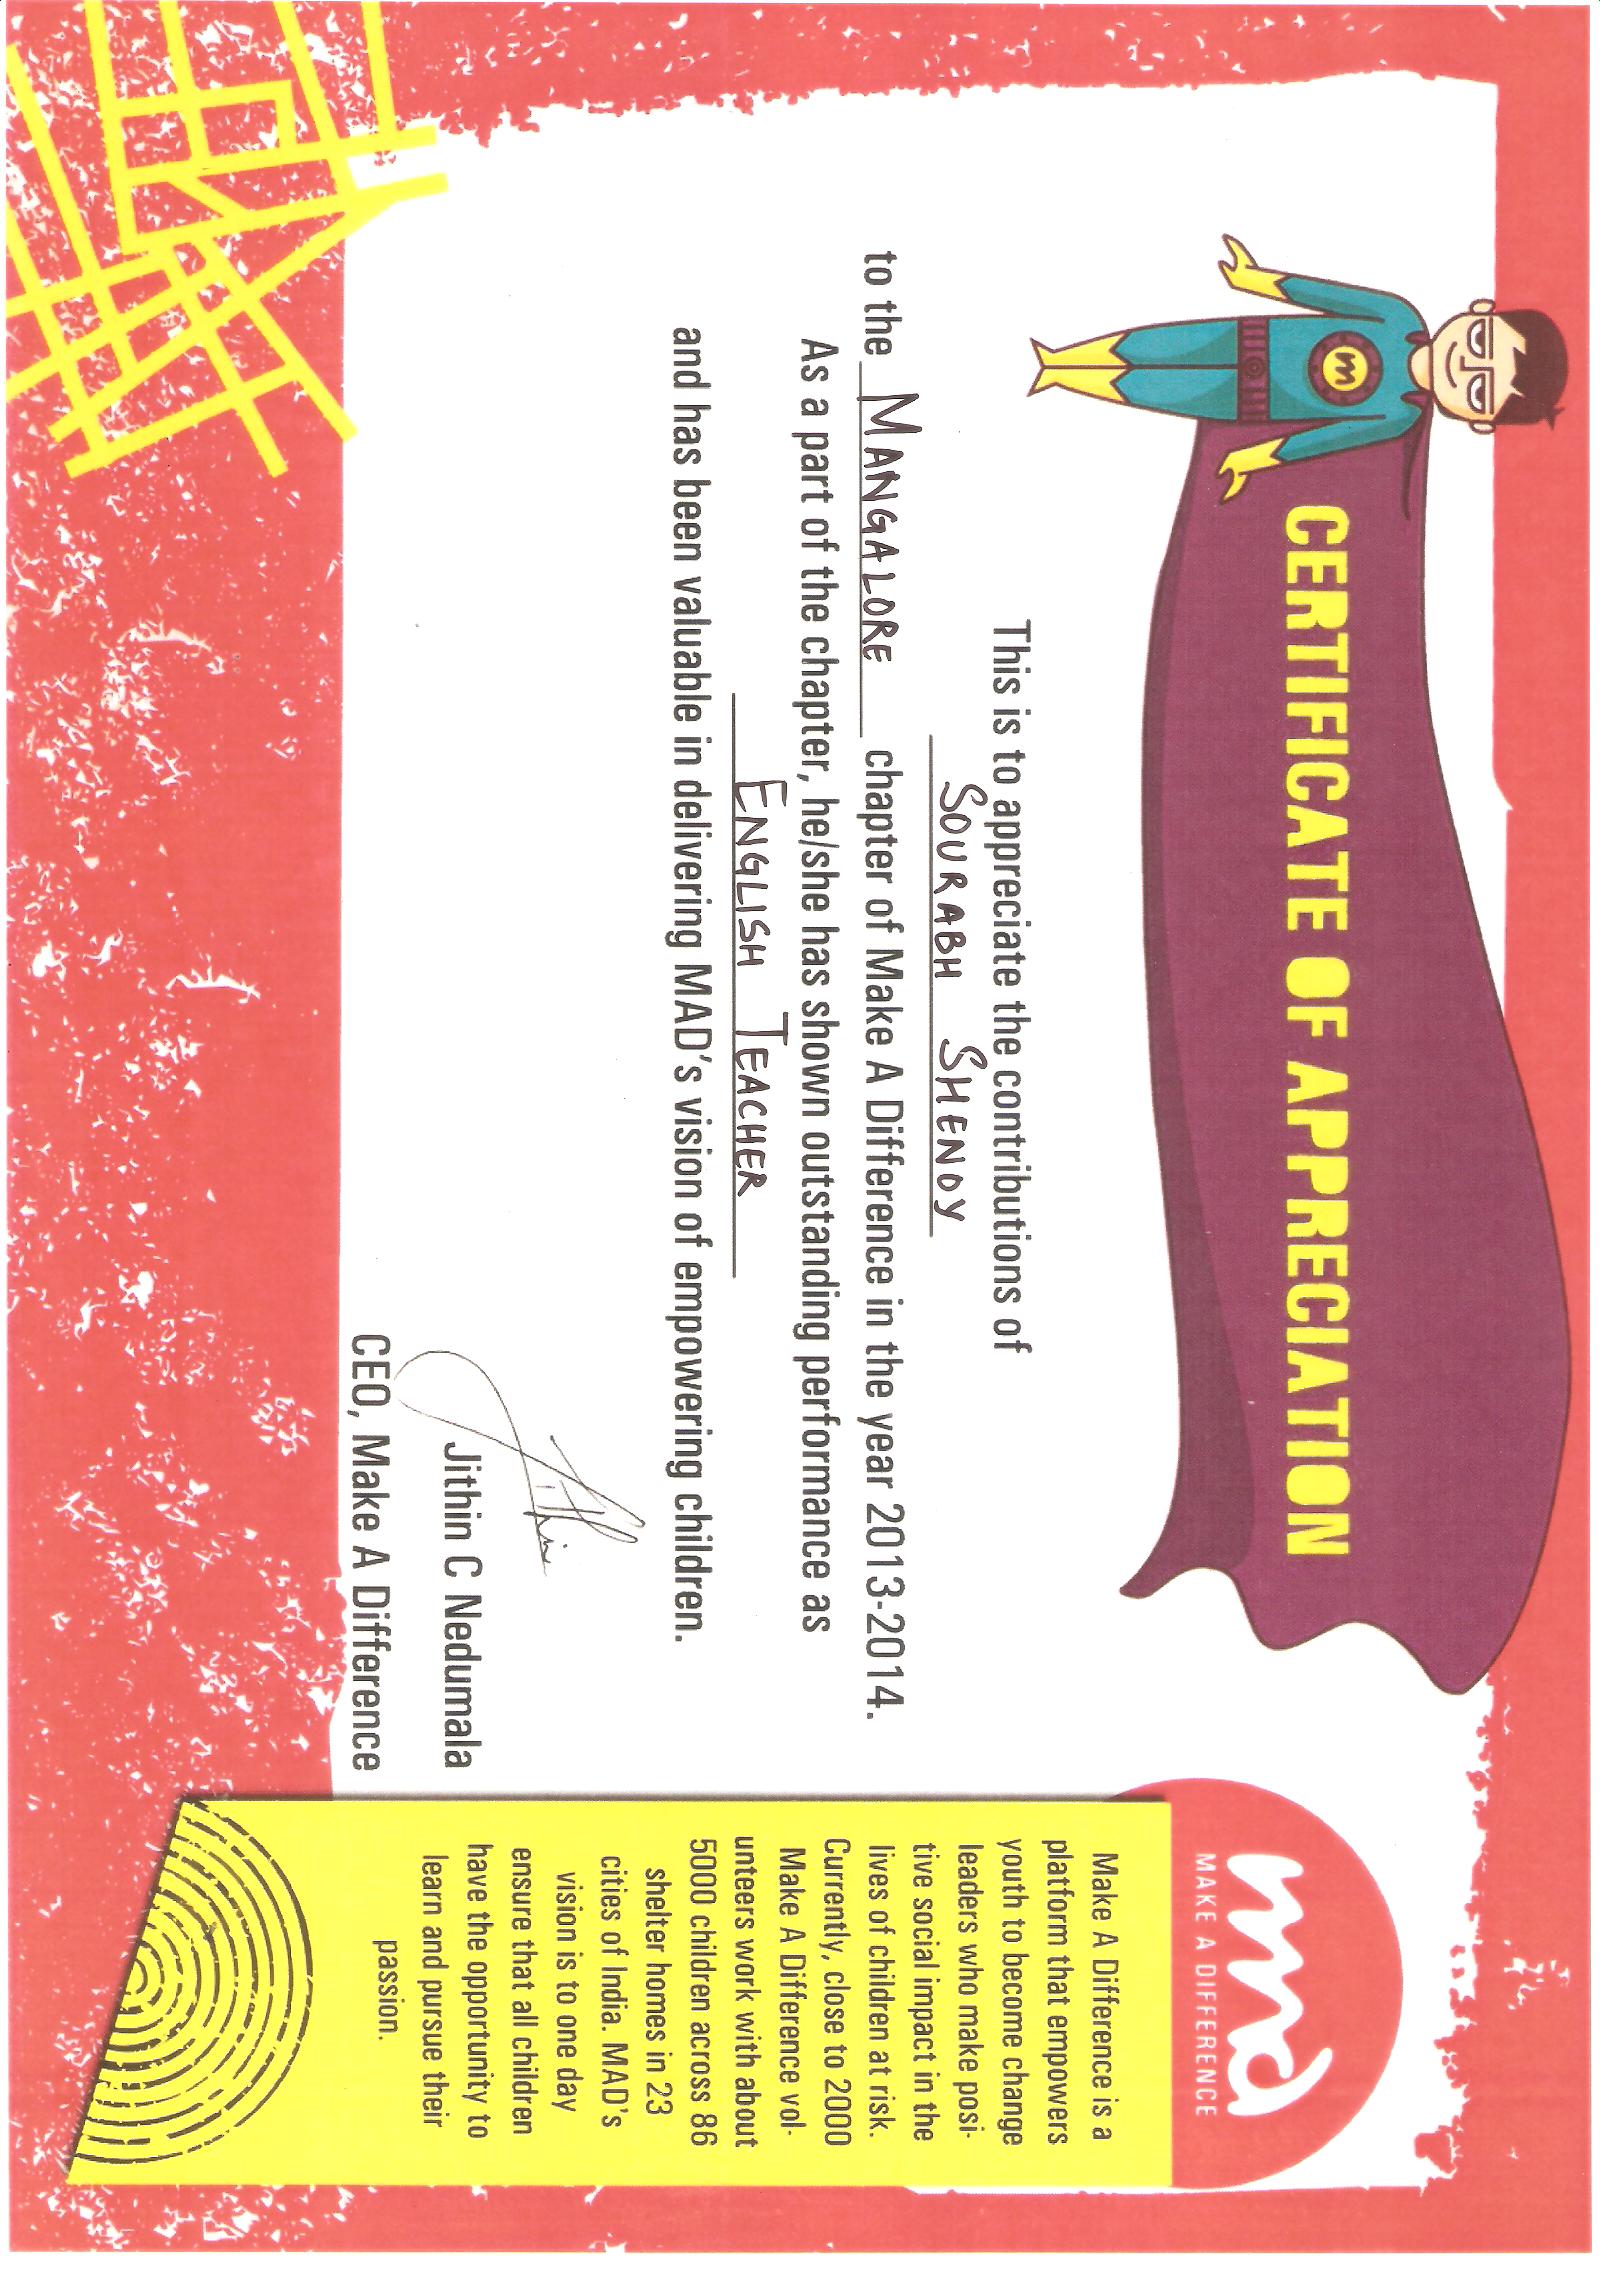 m
CERTIFICATE OF APPRECIATION
This is to appreciate the contributions of
SOURABH SHENOY
to the MANGALORE chapter of Make A Difference in the year 2013-2014.
As a part of the chapter, he/she has shown outstanding performance as
ENGLISH TEACHER
and has been valuable in delivering MAD's vision of empowering children.
Jithin
Jithin C Nedumala
CEO, Make A Difference
mad
MAKE A DIFFERENCE
Make A Difference is a
platform that empowers
youth to become change
leaders who make posi-
tive social impact in the
lives of children at risk.
Currently, close to 2000
Make A Difference vol-
unteers work with about
5000 children across 86
shelter homes in 23
cities of India. MAD's
vision is to one day
ensure that all children
have the opportunity to
learn and pursue their
passion.